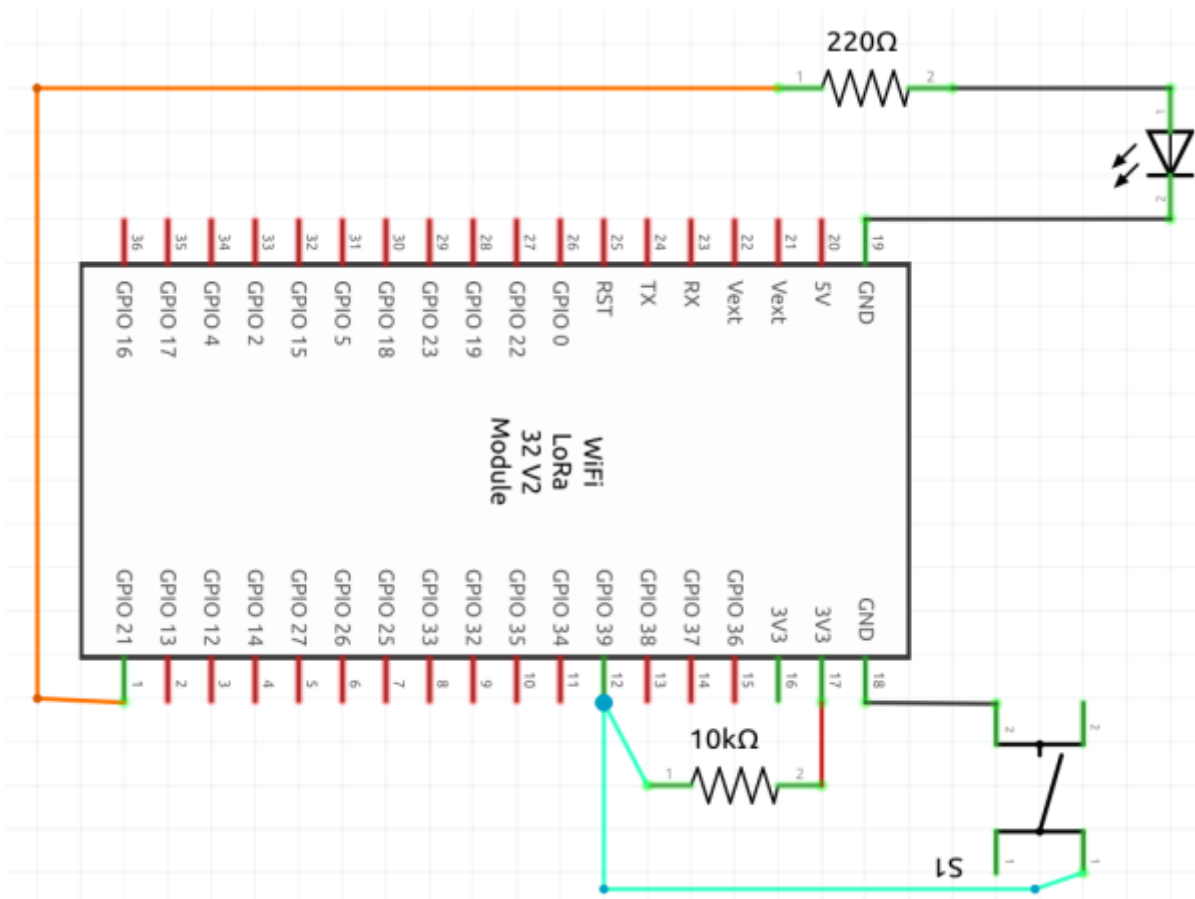 220Ω
1
2
1
2
36
35
34
33
32
31
30
29
28
27
26
25
24
23
22
21
20
19
GPIO 16
GPIO 17
GPIO 4
GPIO 2
GPIO 15
GPIO 5
GPIO 18
GPIO 23
GPIO 19
GPIO 22
GPIO 0
RST
TX
RX
Vext
Vext
5V
GND
WiFi
LoRa
32 V2
Module
GPIO 21
GPIO 13
GPIO 12
GPIO 14
GPIO 27
GPIO 26
GPIO 25
GPIO 33
GPIO 32
GPIO 35
GPIO 34
GPIO 39
GPIO 38
GPIO 37
GPIO 36
3V3
3V3
GND
1
2
3
4
5
6
7
8
9
10
11
12
13
14
15
16
17
18
10kΩ
1
2
2
2
S1
1
1